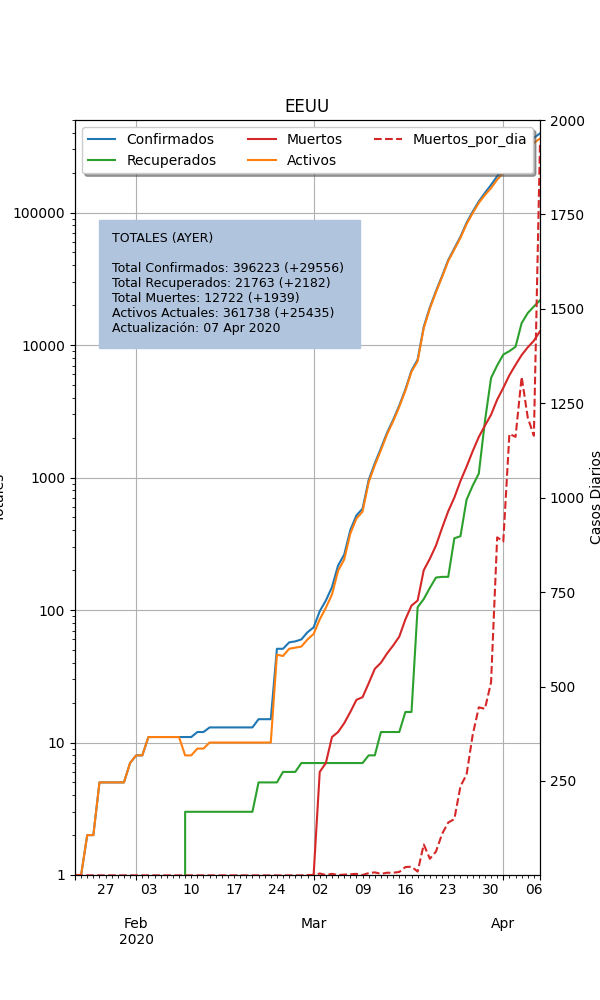 EEUU
Confirmados
Recuperados
Muertos
Activos
Muertos_por_dia
TOTALES (AYER)
Total Confirmados: 396223 (+29556)
Total Recuperados: 21763 (+2182)
Total Muertes: 12722 (+1939)
Activos Actuales: 361738 (+25435)
Actualización: 07 Apr 2020
100000
10000
1000
100
10
1
2000
1750
1500
1250
1000
750
500
250
Casos Diarios
27 03 10 17 24 02 09 16 23 30 06
Feb Mar Apr
2020